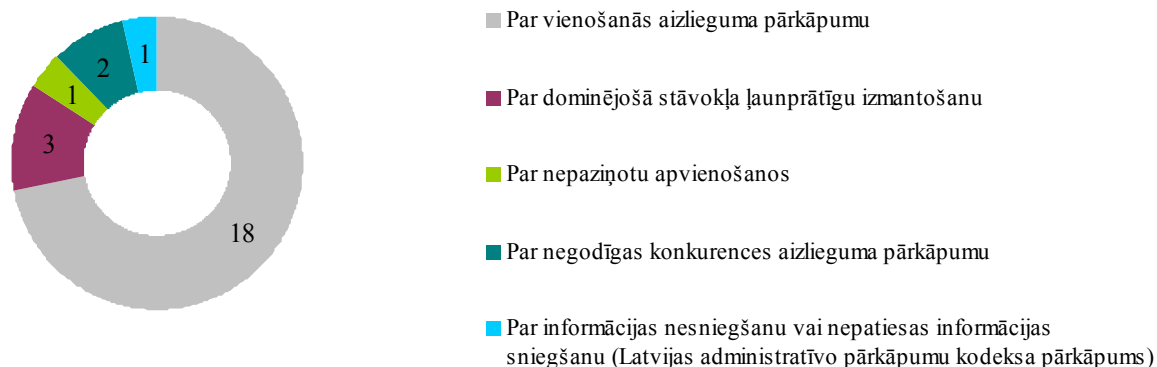 1
2
1
3
18
Par vienošanās aizlieguma pārkāpumu
Par dominējošā stāvokļa ļaunprātīgu izmantošanu
Par nepaziņotu apvienošanos
Par negodīgas konkurences aizlieguma pārkāpumu
Par informācijas nesniegšanu vai nepatiesas informācijas
sniegšanu (Latvijas administratīvo pārkāpumu kodeksa pārkāpums)